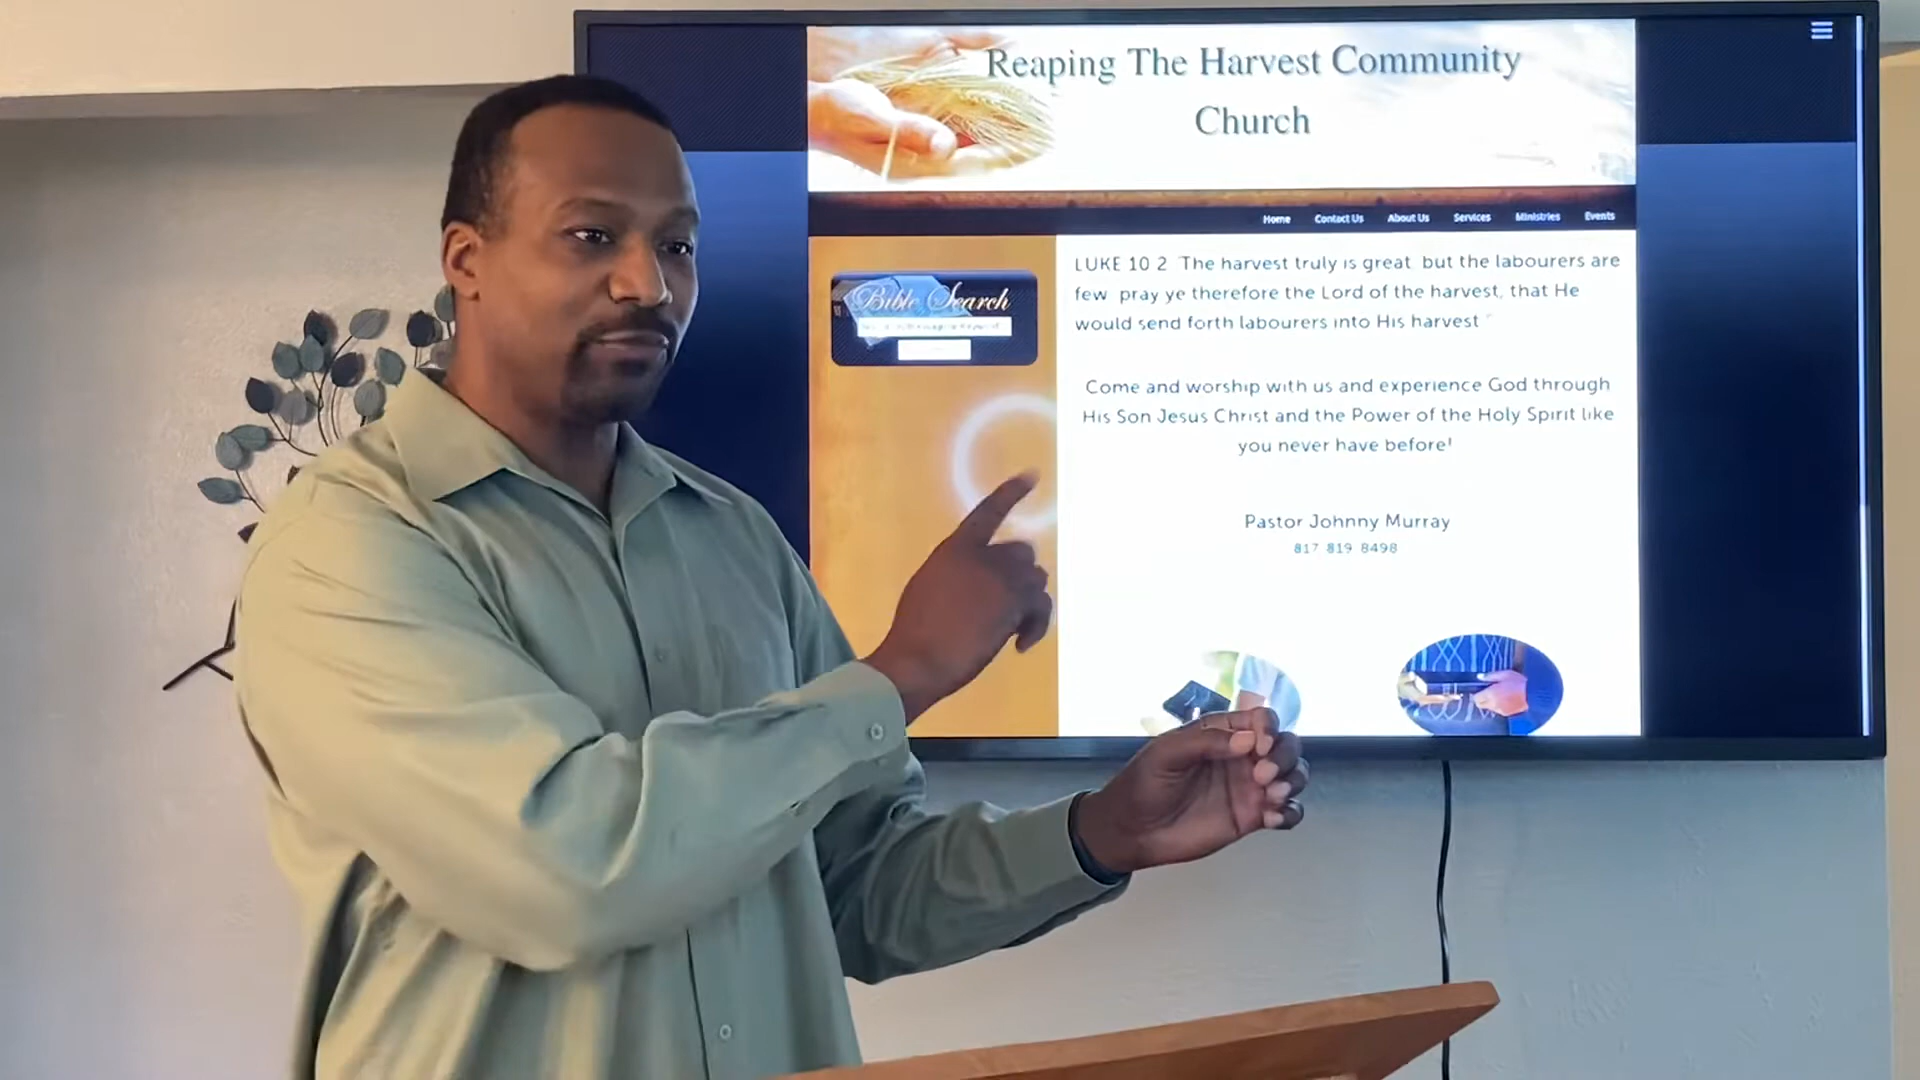 Reaping The Harvest Community
Church
Home Contact Us About Us Services Ministries Events
Bible Search
LUKE 10 2 "The harvest truly is great but the labourers are
few pray ye therefore the Lord of the harvest, that He
would send forth labourers into His harvest "
Come and worship with us and experience God through
His Son Jesus Christ and the Power of the Holy Spirit like
you never have before!
Pastor Johnny Murray
817 819 8498